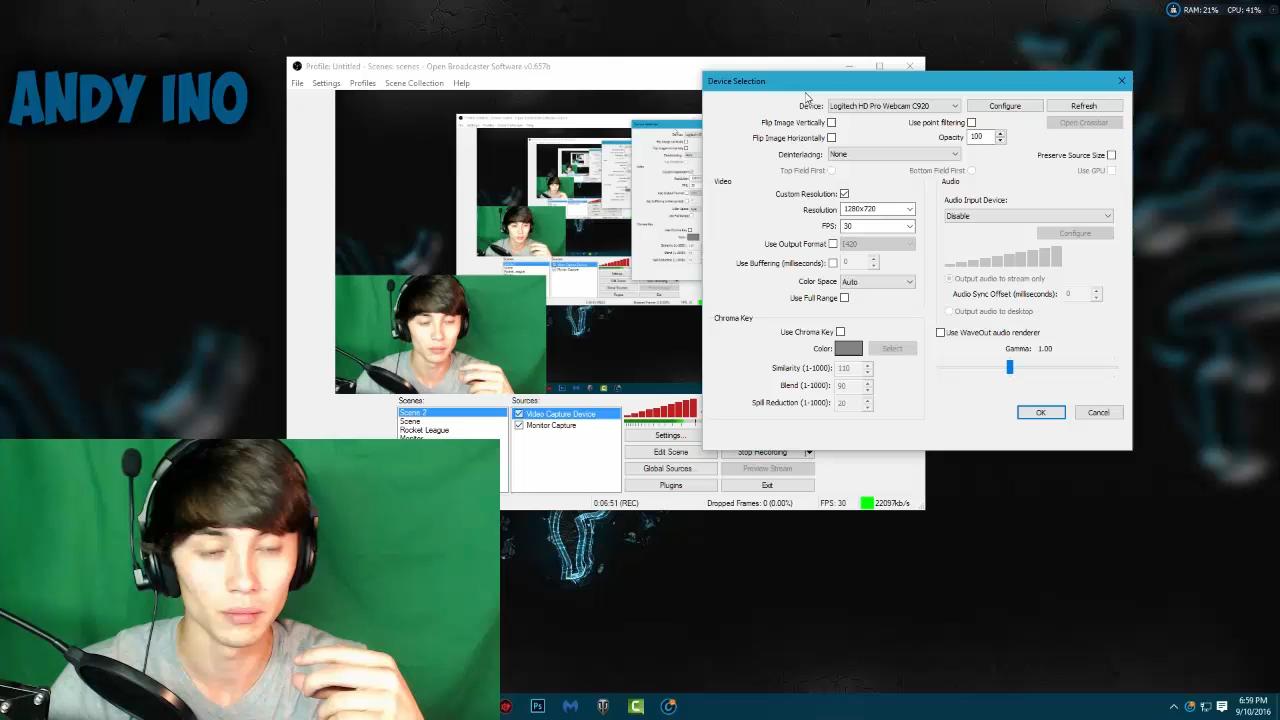 RAM: 21% CPU: 41%
ANDY INO
Profile: Untitled - Scenes: scenes - Open Broadcaster Software v0.657b
File Settings Profiles Scene Collection Help
Device Selection
Device: Logitech HD Pro Webcam C920 Configure Refresh
Flip Image Vertically Use point filtering Open Crossbar
Flip Image Horizontally Opacity 100
Deinterlacing: None
Top Field First Bottom Field First Use GPU
Video
Custom Resolution:
Resolution 1280x720
FPS 30
Use Output Format I420
Use Buffering (milliseconds): 0
Color Space Auto
Use Full Range
Audio
Audio Input Device:
Disable
Configure
Output audio to stream only
Audio Sync Offset (milliseconds): 0
Output audio to desktop
Use WaveOut audio renderer
Gamma: 1.00
Chroma Key
Use Chroma Key
Color: Select
Similarity (1-1000) 110
Blend (1-1000) 90
Spill Reduction (1-1000): 20
OK Cancel
Scenes:
Scene 2
Scene
Rocket League
Sources:
Video Capture Device
Monitor Capture
Settings...
Edit Scene Stop Recording
Global Sources... Preview Stream
Plugins Exit
0:06:51 (REC) Dropped Frames: 0 (0.00%) FPS: 30 22097kb/s
6:59 PM
9/10/2016